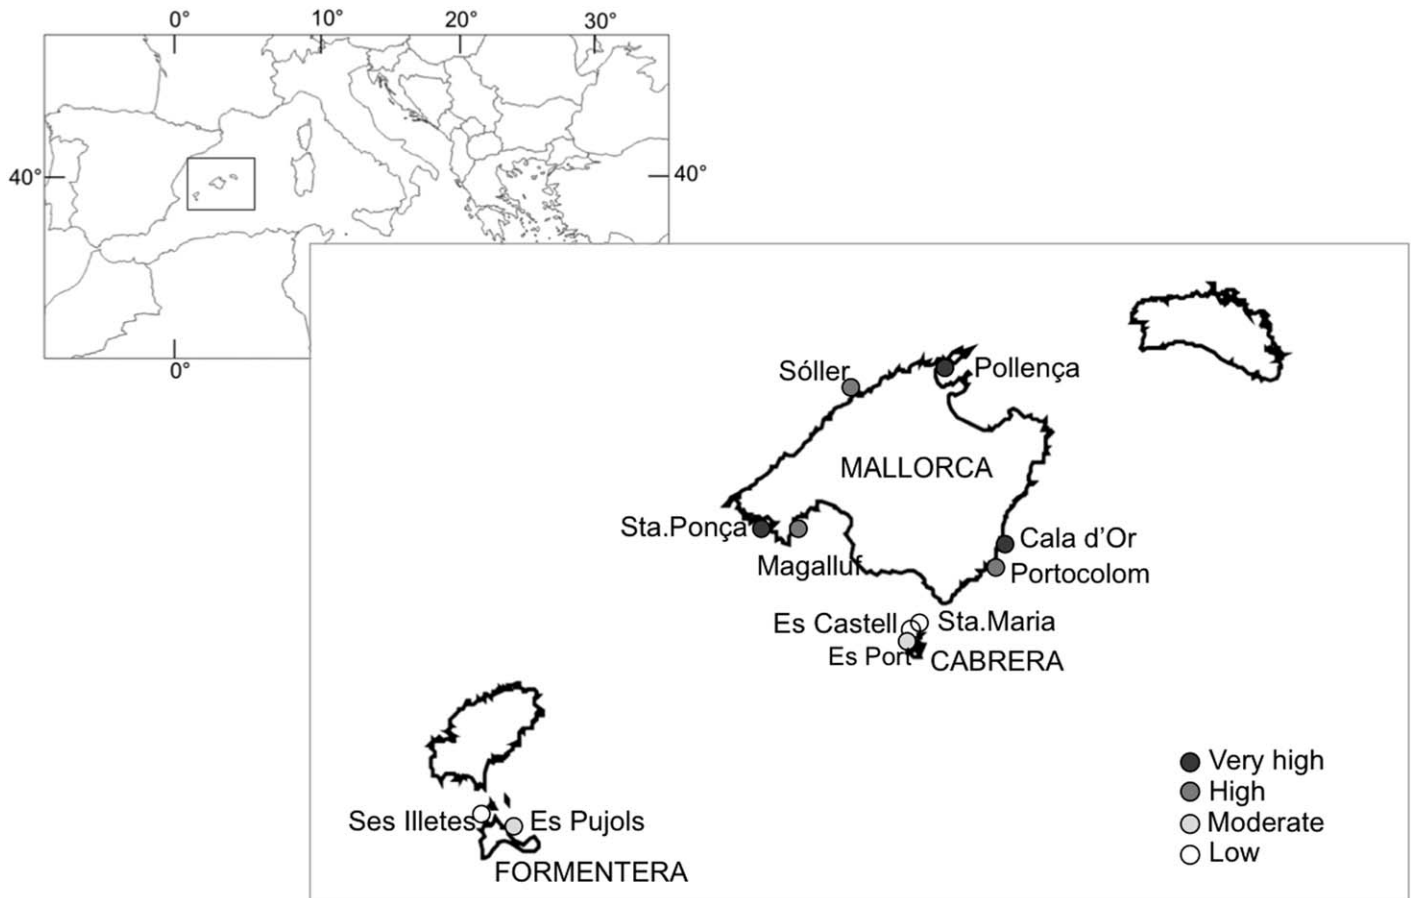 0°
10°
20°
30°
40°
40°
0°
Sóller
Pollença
MALLORCA
Sta.Ponça
Magalluf
Cala d’Or
Portocolom
Es Castell
Sta.Maria
Es Port
CABRERA
Ses Illetes
Es Pujols
FORMENTERA
Very high
High
Moderate
Low